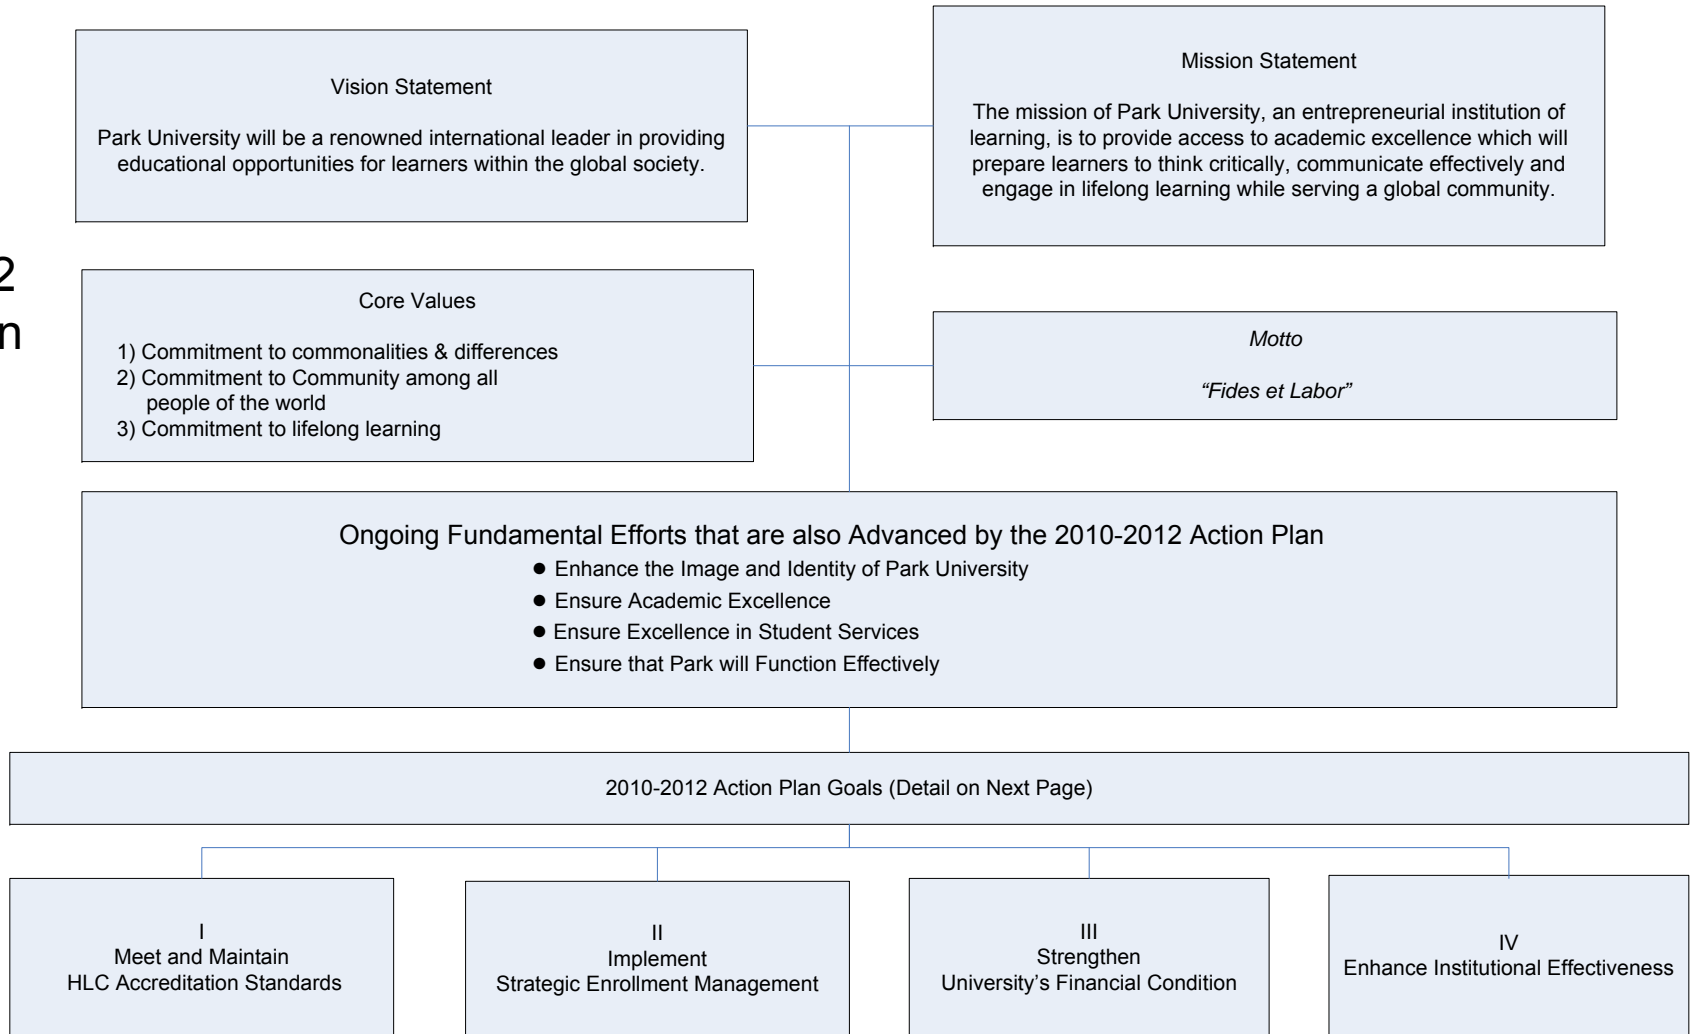 Vision Statement
Park University will be a renowned international leader in providing
educational opportunities for learners within the global society.
Mission Statement
The mission of Park University, an entrepreneurial institution of
learning, is to provide access to academic excellence which will
prepare learners to think critically, communicate effectively and
engage in lifelong learning while serving a global community.
2
n
Core Values
1) Commitment to commonalities & differences
2) Commitment to Community among all
people of the world
3) Commitment to lifelong learning
Motto
“Fides et Labor”
Ongoing Fundamental Efforts that are also Advanced by the 2010-2012 Action Plan
● Enhance the Image and Identity of Park University
● Ensure Academic Excellence
● Ensure Excellence in Student Services
● Ensure that Park will Function Effectively
2010-2012 Action Plan Goals (Detail on Next Page)
I
Meet and Maintain
HLC Accreditation Standards
II
Implement
Strategic Enrollment Management
III
Strengthen
University’s Financial Condition
IV
Enhance Institutional Effectiveness